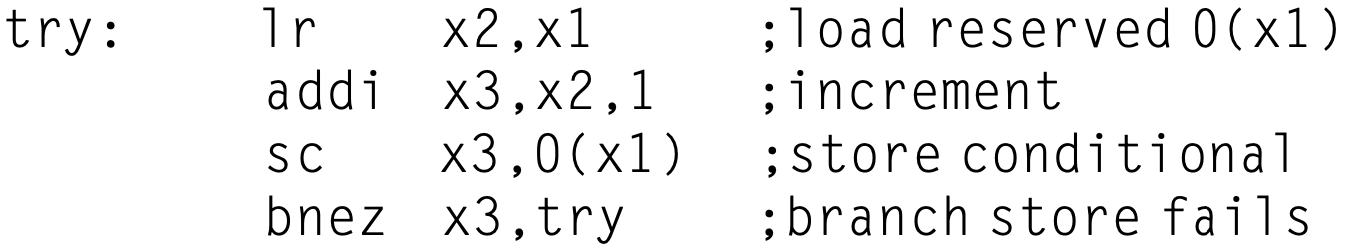 try: lr x2,x1 ;load reserved 0(x1)
addi x3,x2,1 ;increment
sc x3,0(x1) ;store conditional
bnez x3,try ;branch store fails